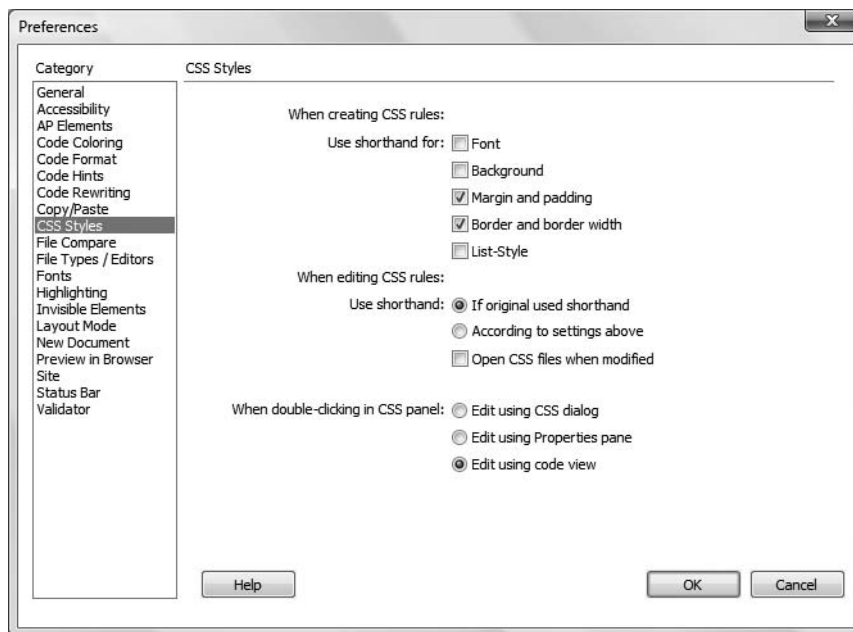 Preferences
Category
General
Accessibility
AP Elements
Code Coloring
Code Format
Code Hints
Code Rewriting
Copy/Paste
CSS Styles
File Compare
File Types / Editors
Fonts
Highlighting
Invisible Elements
Layout Mode
New Document
Preview in Browser
Site
Status Bar
Validator
CSS Styles
When creating CSS rules:
Use shorthand for: Font
Background
Margin and padding
Border and border width
List-Style
When editing CSS rules:
Use shorthand: If original used shorthand
According to settings above
Open CSS files when modified
When double-clicking in CSS panel: Edit using CSS dialog
Edit using Properties pane
Edit using code view
Help OK Cancel